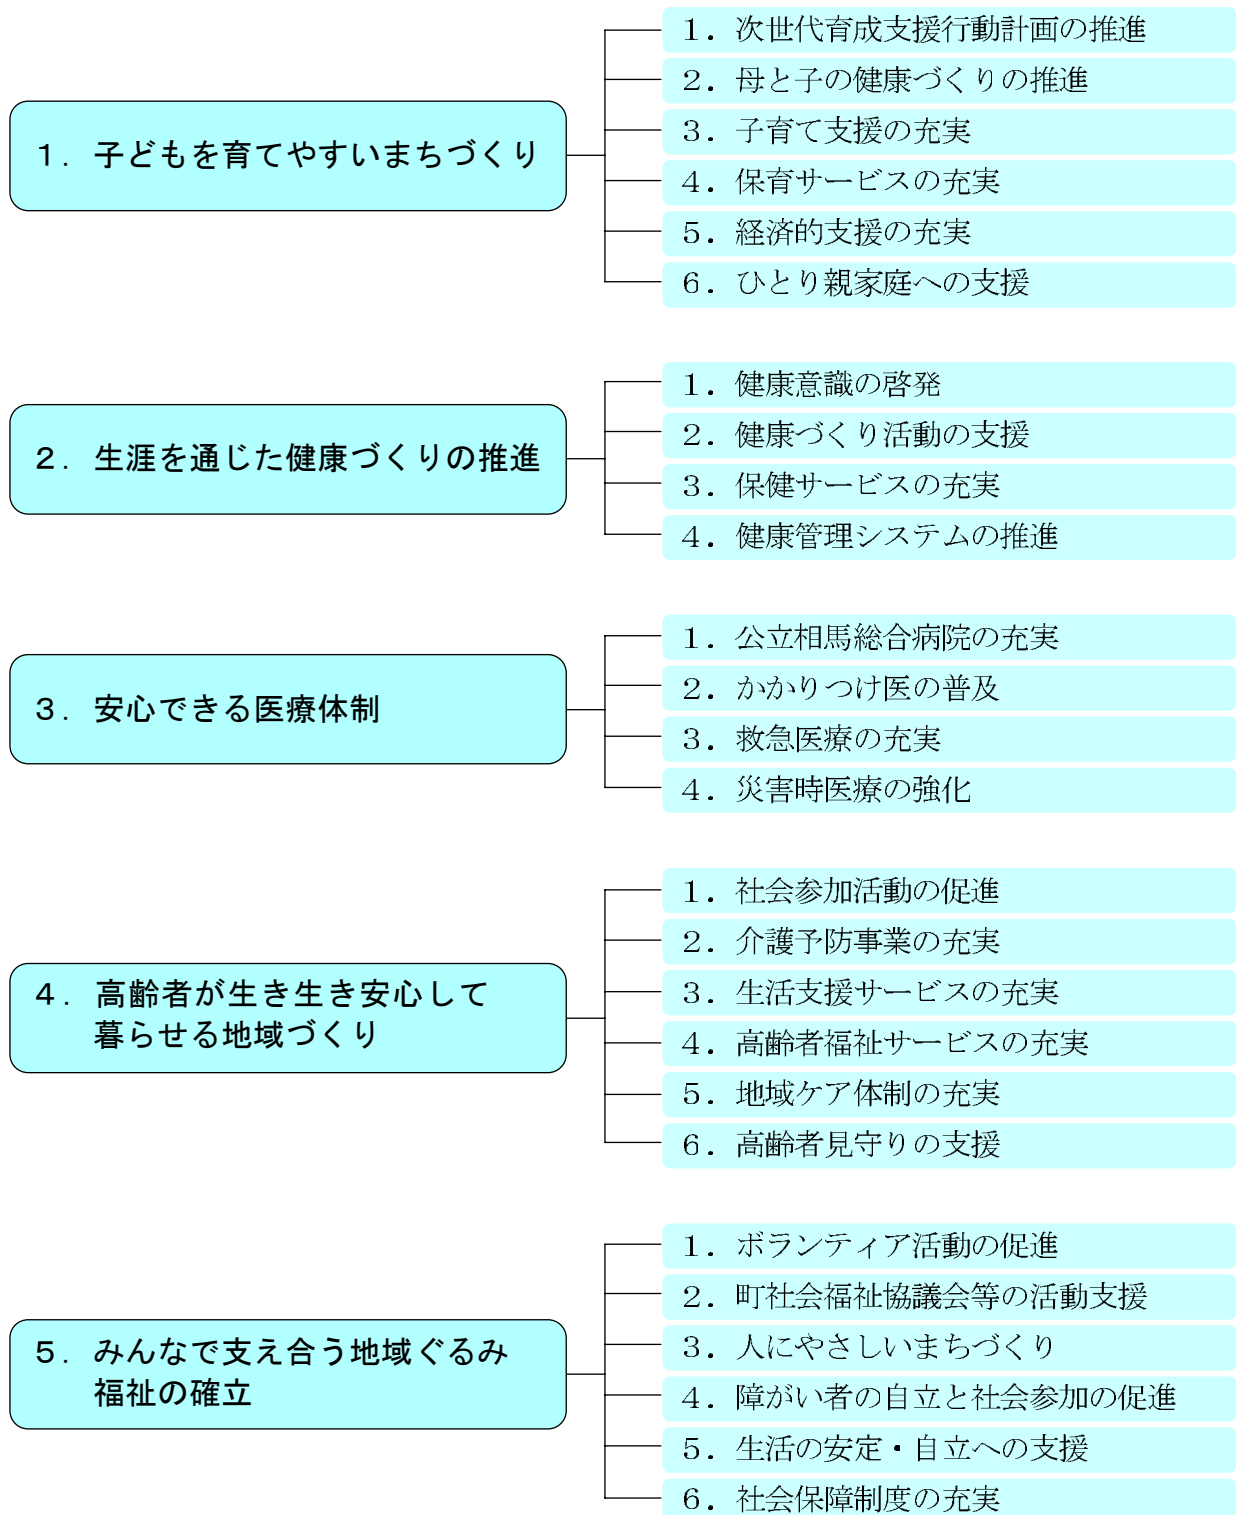 １．子どもを育てやすいまちづくり
１．次世代育成支援行動計画の推進
２．母と子の健康づくりの推進
３．子育て支援の充実
４．保育サービスの充実
５．経済的支援の充実
６．ひとり親家庭への支援
２．生涯を通じた健康づくりの推進
１．健康意識の啓発
２．健康づくり活動の支援
３．保健サービスの充実
４．健康管理システムの推進
３．安心できる医療体制
１．公立相馬総合病院の充実
２．かかりつけ医の普及
３．救急医療の充実
４．災害時医療の強化
４．高齢者が生き生き安心して
暮らせる地域づくり
１．社会参加活動の促進
２．介護予防事業の充実
３．生活支援サービスの充実
４．高齢者福祉サービスの充実
５．地域ケア体制の充実
６．高齢者見守りの支援
５．みんなで支え合う地域ぐるみ
福祉の確立
１．ボランティア活動の促進
２．町社会福祉協議会等の活動支援
３．人にやさしいまちづくり
４．障がい者の自立と社会参加の促進
５．生活の安定・自立への支援
６．社会保障制度の充実